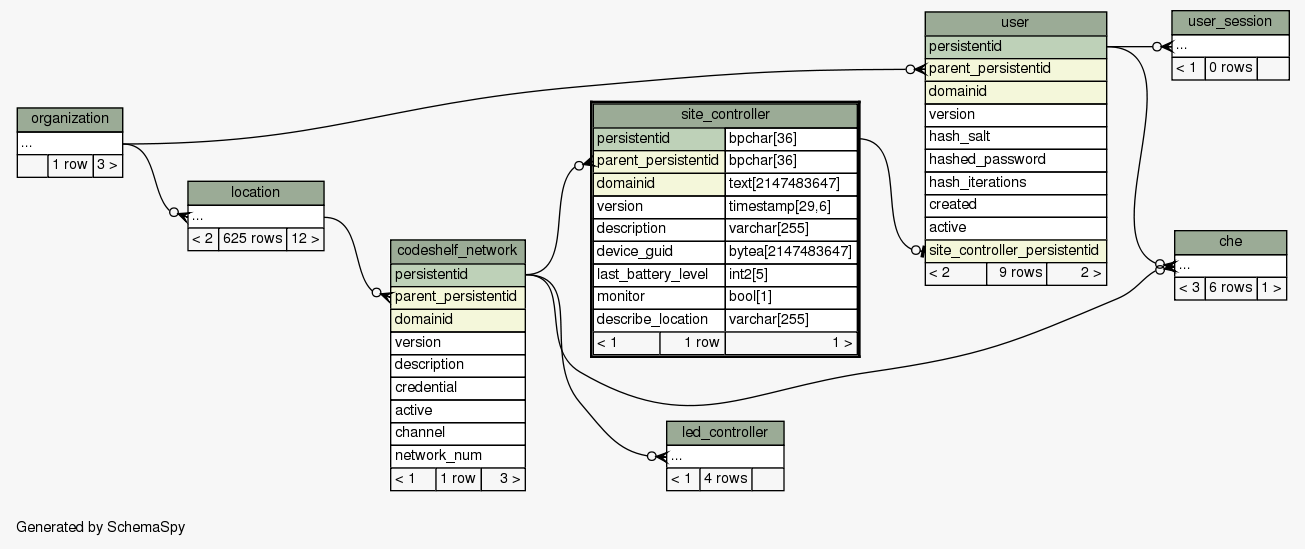 organization
...
1 row 3 >
location
...
< 2 625 rows 12 >
codeshelf_network
persistentid
parent_persistentid
domainid
version
description
credential
active
channel
network_num
< 1 1 row 3 >
site_controller
persistentid bpchar[36]
parent_persistentid bpchar[36]
domainid text[2147483647]
version timestamp[29,6]
description varchar[255]
device_guid bytea[2147483647]
last_battery_level int2[5]
monitor bool[1]
describe_location varchar[255]
< 1 1 row 1 >
led_controller
...
< 1 4 rows
user
persistentid
parent_persistentid
domainid
version
hash_salt
hashed_password
hash_iterations
created
active
site_controller_persistentid
< 2 9 rows 2 >
user_session
...
< 1 0 rows
che
...
< 3 6 rows 1 >
Generated by SchemaSpy